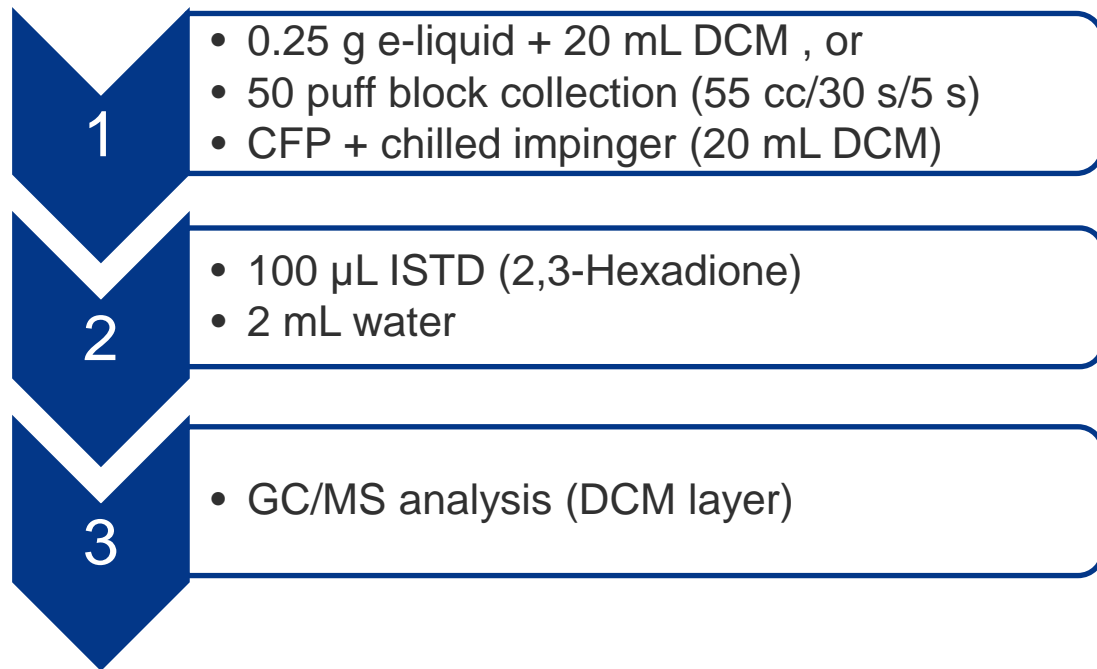 1
• 0.25 g e-liquid + 20 mL DCM , or
• 50 puff block collection (55 cc/30 s/5 s)
• CFP + chilled impinger (20 mL DCM)
2
• 100 µL ISTD (2,3-Hexadione)
• 2 mL water
3
• GC/MS analysis (DCM layer)